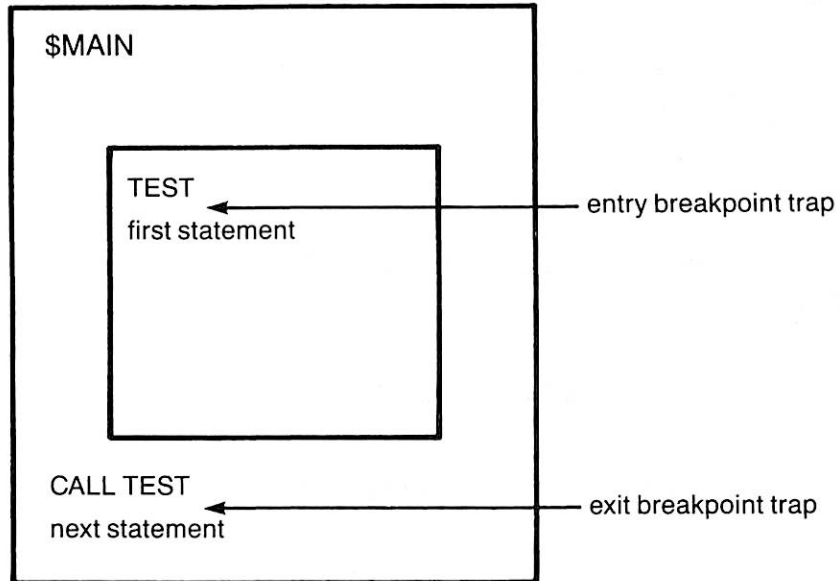 $MAIN
TEST
entry breakpoint trap
first statement
CALL TEST
exit breakpoint trap
next statement